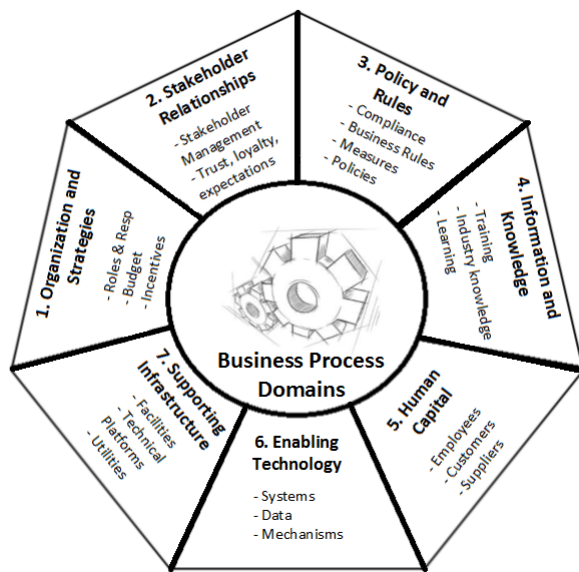 1. Organization and
Strategies
- Roles & Resp
- Budget
- Incentives
2. Stakeholder
Relationships
- Stakeholder
Management
- Trust, loyalty,
expectations
3. Policy and
Rules
- Compliance
- Business Rules
- Measures
- Policies
4. Information and
Knowledge
- Training
- Industry knowledge
- Learning
5. Human
Capital
- Employees
- Customers
- Suppliers
6. Enabling
Technology
- Systems
- Data
- Mechanisms
7. Supporting
Infrastructure
- Facilities
- Technical
Platforms
- Utilities
Business Process
Domains